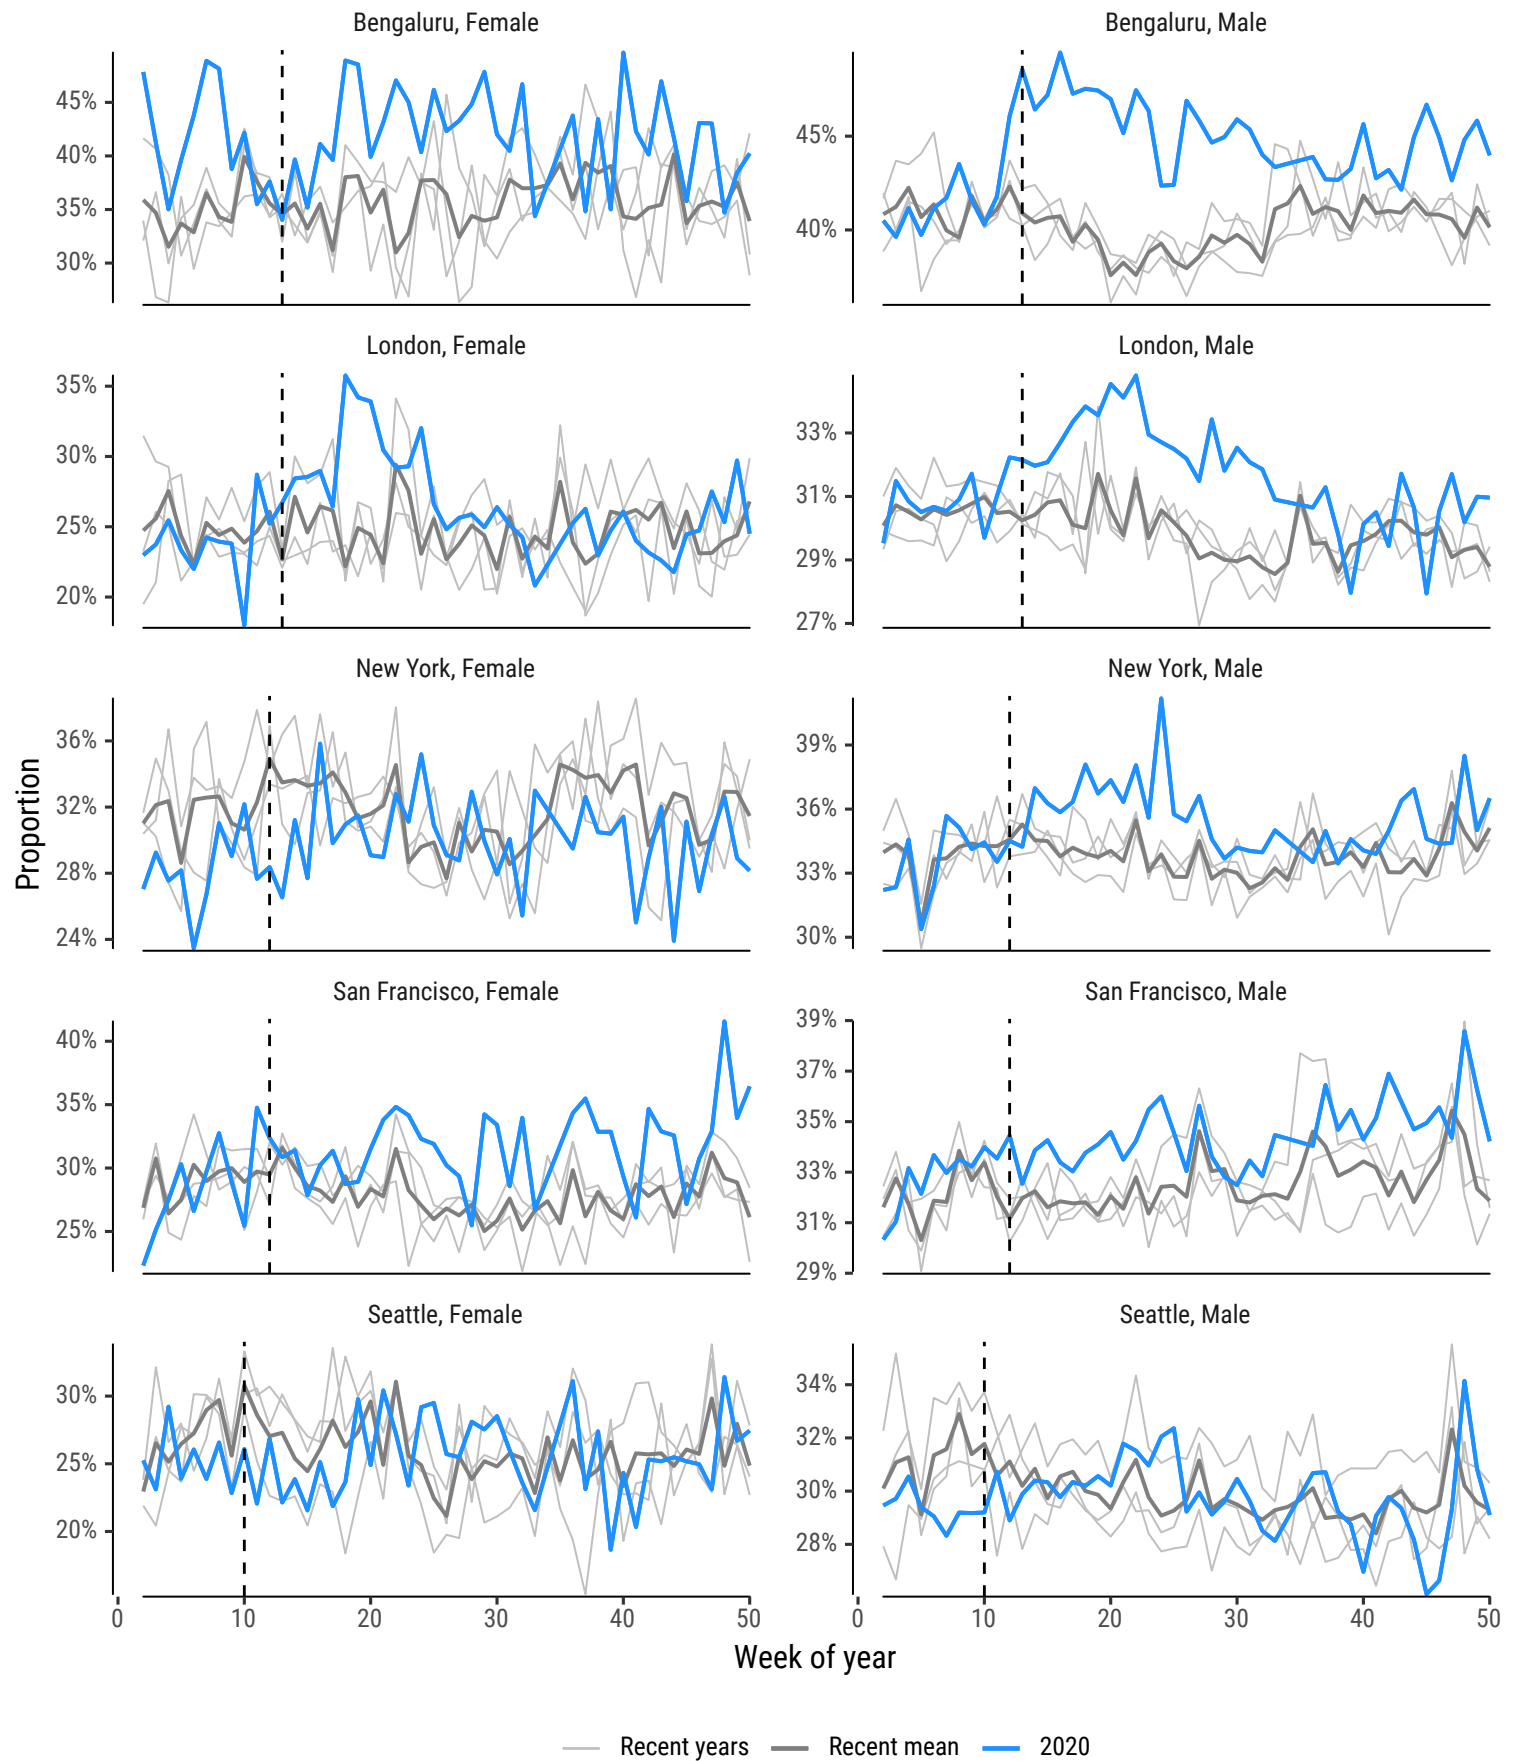 Bengaluru, Female
Bengaluru, Male
45%
40%
35%
30%
45%
40%
London, Female
London, Male
35%
30%
25%
20%
33%
31%
29%
27%
New York, Female
New York, Male
36%
32%
28%
24%
39%
36%
33%
30%
Proportion
San Francisco, Female
San Francisco, Male
40%
35%
30%
25%
39%
37%
35%
33%
31%
29%
Seattle, Female
Seattle, Male
30%
25%
20%
34%
32%
30%
28%
0 10 20 30 40 50
0 10 20 30 40 50
Week of year
Recent years Recent mean 2020